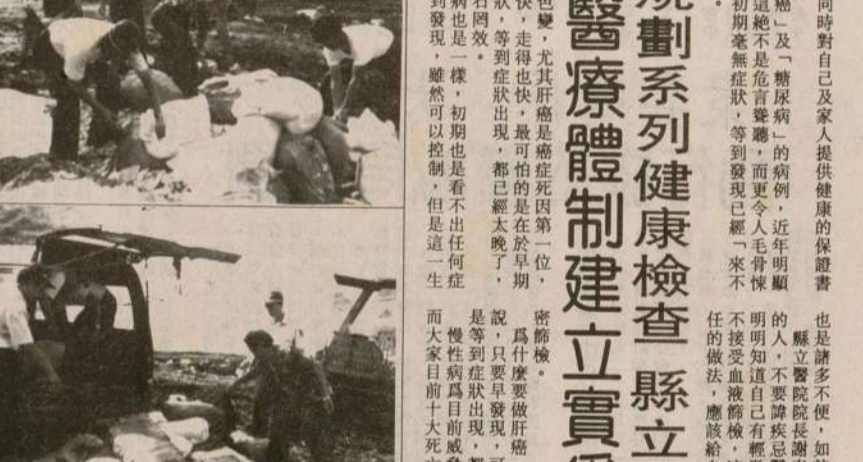 同時對自己及家人提供健康的保證書
癌」及「糖尿病」的病例，近年明顯
這絕不是危言聳聽，而更令人毛骨悚
初期毫無症狀，等到發現已經「來不
。
也是諸多不便，如
縣立醫院院長謝
的人，不要諱疾忌
明明知道自己有輕
不接受血液篩檢，
任的做法，應該給
規劃系列健康檢查 縣立
醫療體制建立實
色變，尤其肝癌是癌症死因第一位，
快，走得也快，最可怕的是在於早期
狀，等到症狀出現，都已經太晚了，
石罔效。
病也是一樣，初期也是看不出任何症
到發現，雖然可以控制，但是這一生
密篩檢。
爲什麼要做肝癌
說，只要早發現，
是等到症狀出現，
慢性病爲目前威
而大家目前十大死